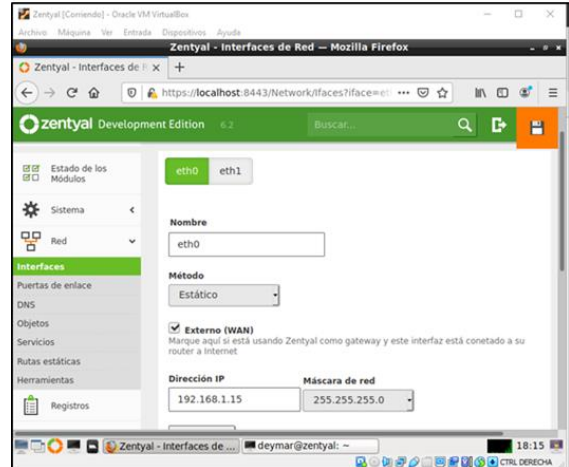 Zentyal [Corriendo] - Oracle VM VirtualBox
Archivo Máquina Ver Entrada Dispositivos Ayuda
Zentyal - Interfaces de Red — Mozilla Firefox
Zentyal - Interfaces de R
https://localhost:8443/Network/Ifaces?iface=et
zentyal Development Edition 6.2
Buscar...
Estado de los
Módulos
Sistema
Red
Interfaces
Puertas de enlace
DNS
Objetos
Servicios
Rutas estáticas
Herramientas
Registros
eth0 eth1
Nombre
eth0
Método
Estático
Externo (WAN)
Marque aquí si está usando Zentyal como gateway y este interfaz está conetado a su
router a Internet
Dirección IP Máscara de red
192.168.1.15 255.255.255.0
Zentyal - Interfaces de ... deymar@zentyal: ~ 18:15
CTRL DERECHA